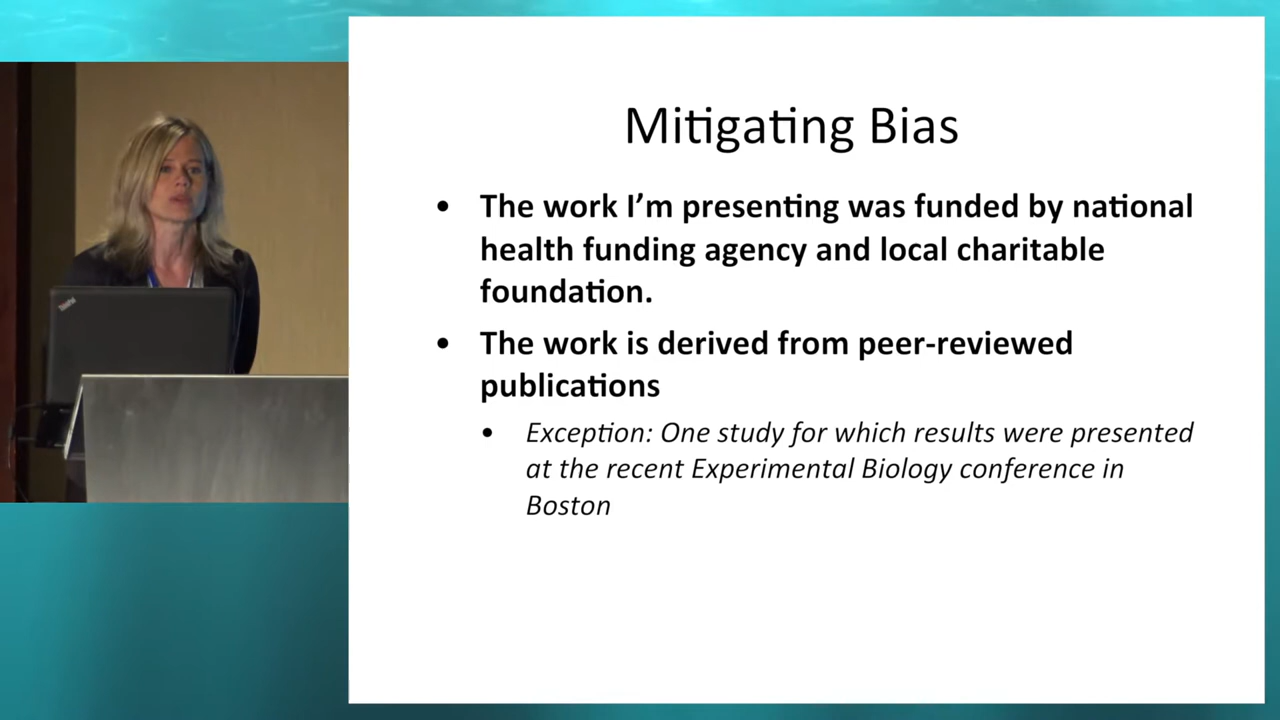 Mitigating Bias
• The work I'm presenting was funded by national
health funding agency and local charitable
foundation.
• The work is derived from peer-reviewed
publications
• Exception: One study for which results were presented
at the recent Experimental Biology conference in
Boston
ThinkPad